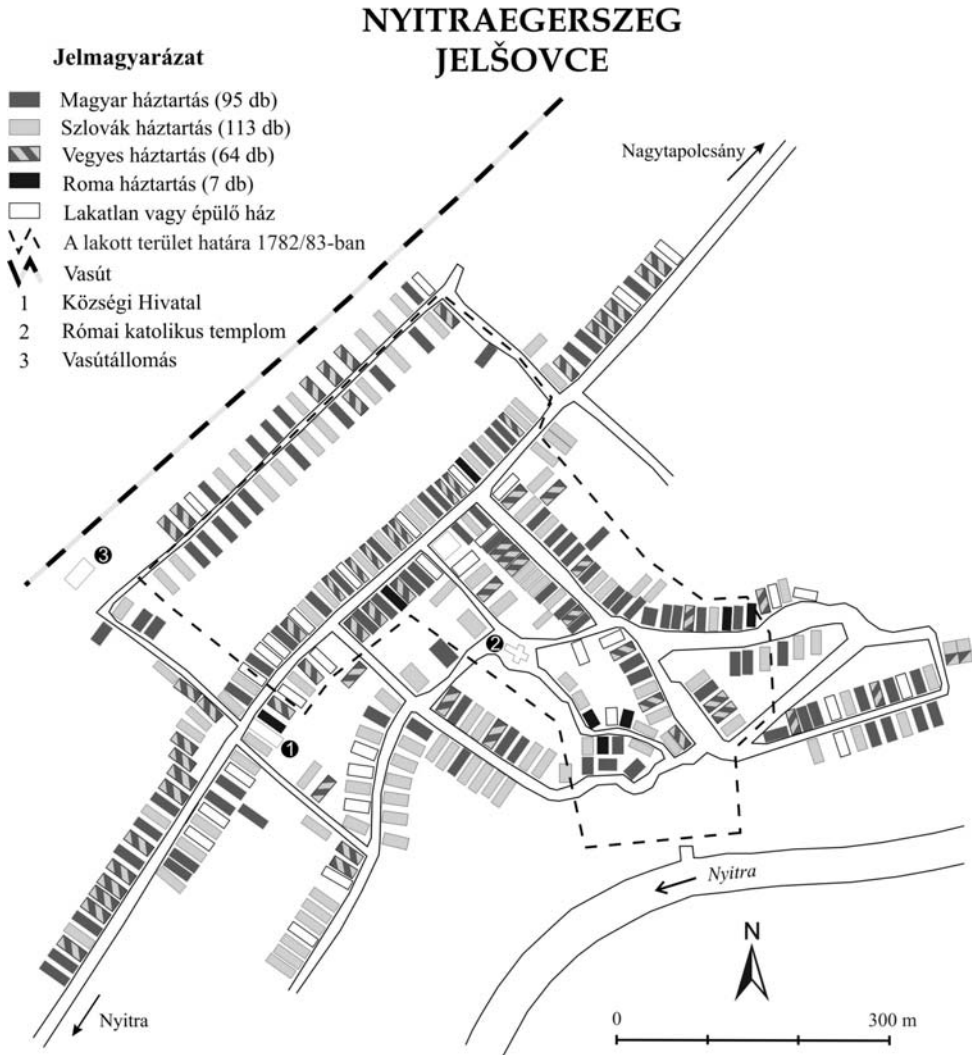 NYITRAEGERSZEG
JELŠOVCE
Jelmagyarázat
Magyar háztartás (95 db)
Szlovák háztartás (113 db)
Vegyes háztartás (64 db)
Roma háztartás (7 db)
Lakatlan vagy épülő ház
A lakott terület határa 1782/83-ban
Vasút
1 Községi Hivatal
2 Római katolikus templom
3 Vasútállomás
Nagytapolcsány
3
2
1
Nyitra
N
Nyitra
0 300 m